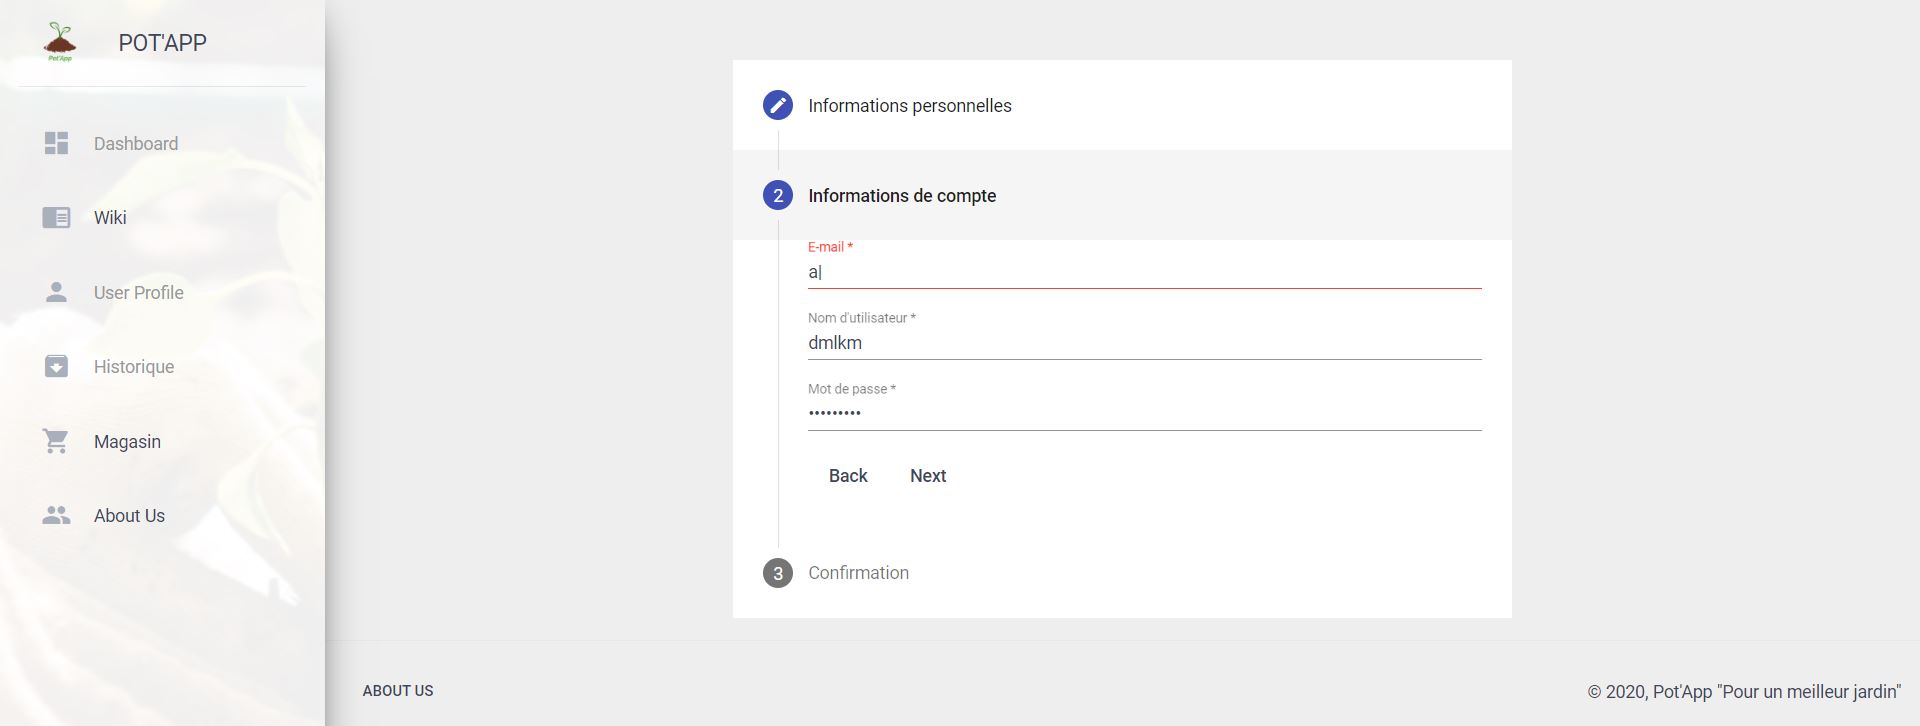 Pot'App
POT'APP
Dashboard
Wiki
User Profile
Historique
Magasin
About Us
Informations personnelles
2
Informations de compte
E-mail *
a
Nom d'utilisateur *
dmlkm
Mot de passe *
•••••••••
Back
Next
3
Confirmation
ABOUT US
© 2020, Pot'App "Pour un meilleur jardin"